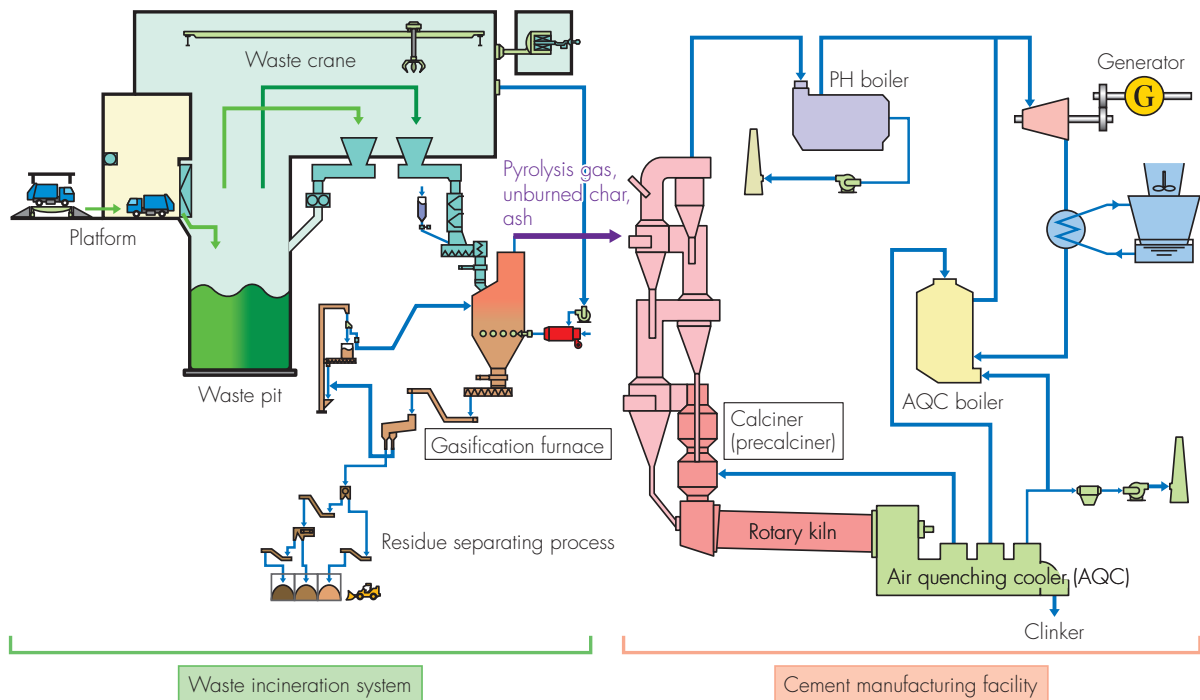 Waste crane
PH boiler
Generator
G
Pyrolysis gas,
unburned char,
ash
Platform
Waste pit
AQC boiler
Calciner
(precalciner)
Gasification furnace
Rotary kiln
Residue separating process
Air quenching cooler (AQC)
Clinker
Waste incineration system
Cement manufacturing facility